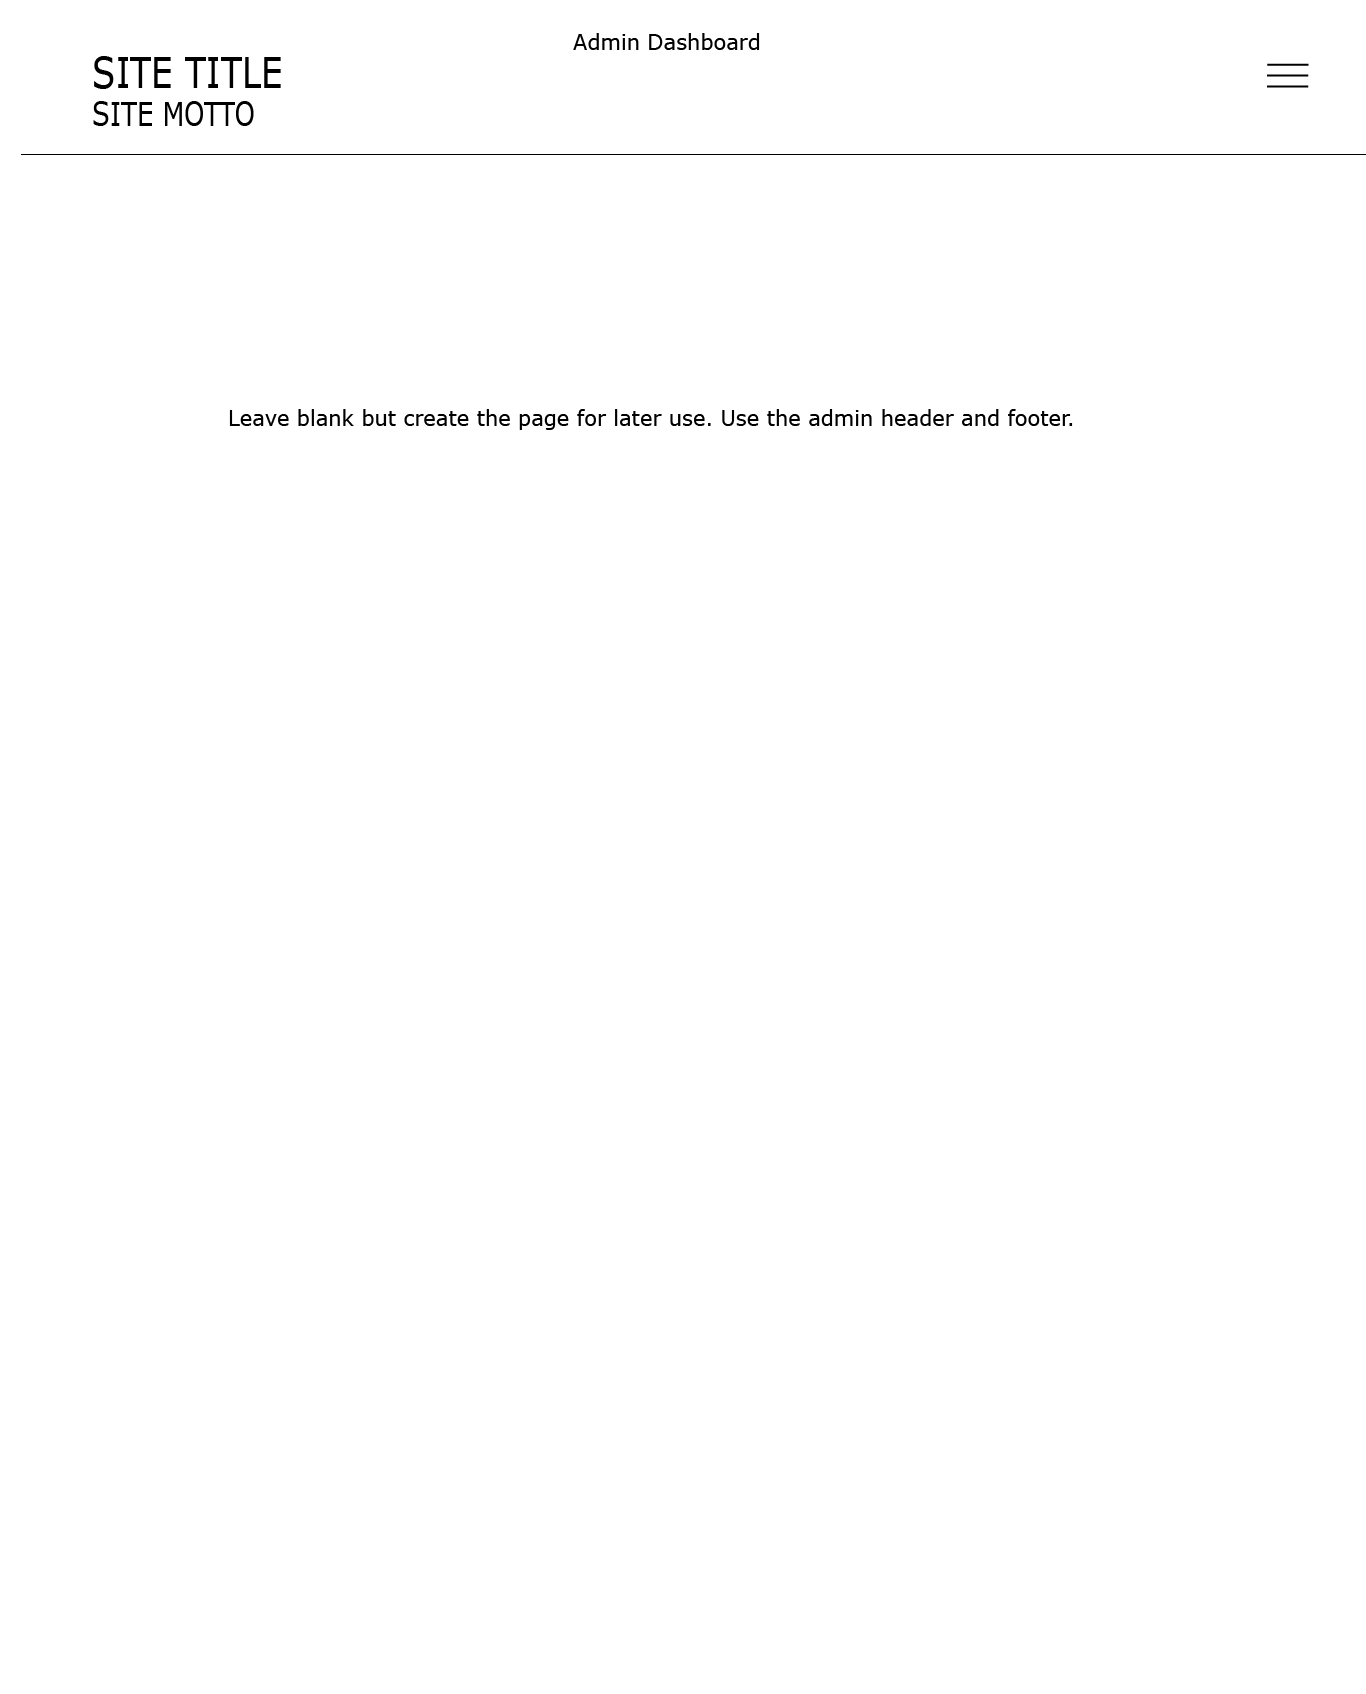 Admin Dashboard
SITE TITLE
SITE MOTTO
Leave blank but create the page for later use. Use the admin header and footer.